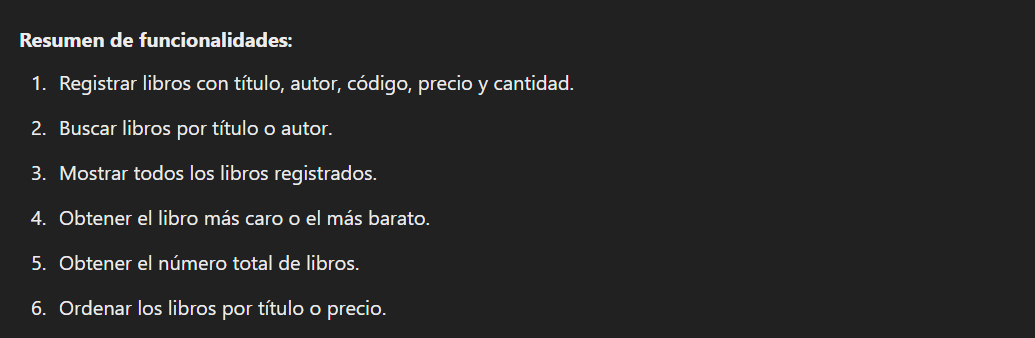 Resumen de funcionalidades:
1. Registrar libros con título, autor, código, precio y cantidad.
2. Buscar libros por título o autor.
3. Mostrar todos los libros registrados.
4. Obtener el libro más caro o el más barato.
5. Obtener el número total de libros.
6. Ordenar los libros por título o precio.